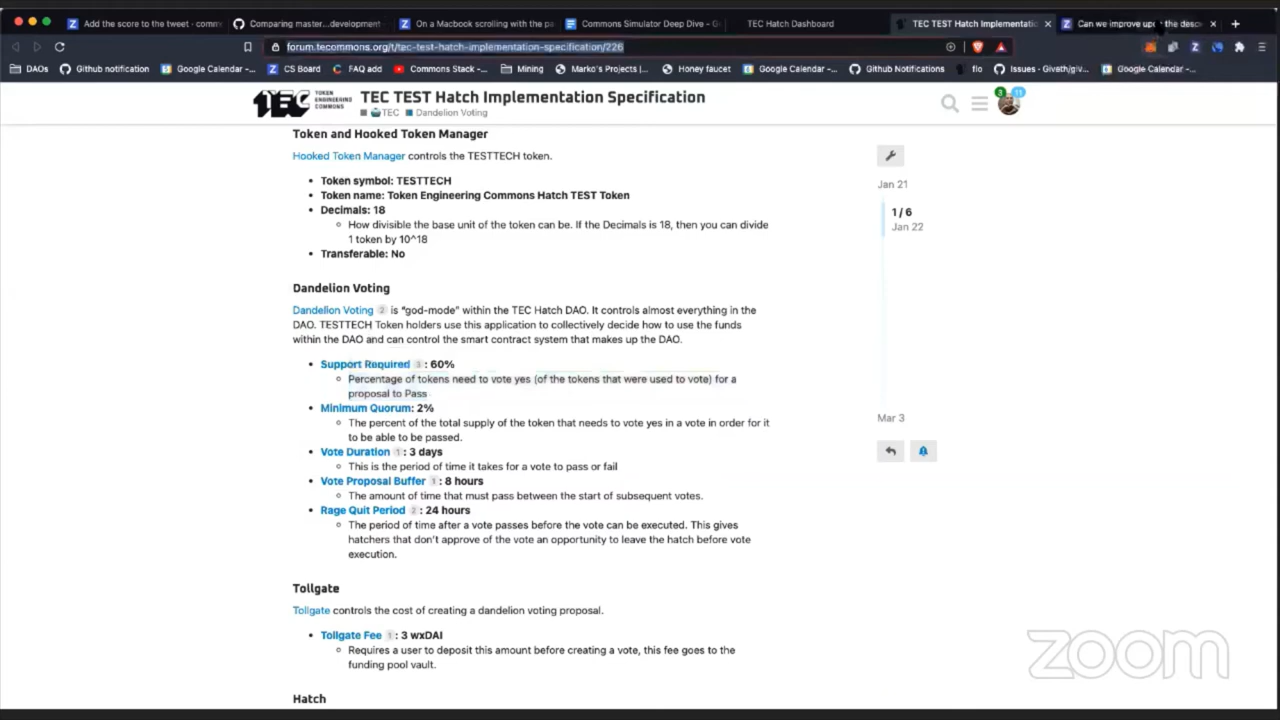 Add the score to the tweet · comm
Comparing master...development
On a Macbook scrolling with the pa
Commons Simulator Deep Dive - G
TEC Hatch Dashboard
TEC TEST Hatch Implementati
Can we improve up the desc
forum.tecommons.org/t/tec-test-hatch-implementation-specification/226
DAOs
Github notification
Google Calendar -...
CS Board
FAQ add
Commons Stack -...
Mining
Marko's Projects |...
Honey faucet
Google Calendar -...
Github Notifications
flo
Issues · Giveth/giv...
Google Calendar -...
TEC
TOKEN
ENGINEERING
COMMONS
TEC TEST Hatch Implementation Specification
TEC Dandelion Voting
3
11
Token and Hooked Token Manager
Hooked Token Manager controls the TESTTECH token.
• Token symbol: TESTTECH
• Token name: Token Engineering Commons Hatch TEST Token
• Decimals: 18
◦ How divisible the base unit of the token can be. If the Decimals is 18, then you can divide
1 token by 10^18
• Transferable: No
Jan 21
1 / 6
Jan 22
Mar 3
Dandelion Voting
Dandelion Voting 2 is "god-mode" within the TEC Hatch DAO. It controls almost everything in the
DAO. TESTTECH Token holders use this application to collectively decide how to use the funds
within the DAO and can control the smart contract system that makes up the DAO.
• Support Required 3 : 60%
◦ Percentage of tokens need to vote yes (of the tokens that were used to vote) for a
proposal to Pass
• Minimum Quorum: 2%
◦ The percent of the total supply of the token that needs to vote yes in a vote in order for it
to be able to be passed.
• Vote Duration 1 : 3 days
◦ This is the period of time it takes for a vote to pass or fail
• Vote Proposal Buffer 1 : 8 hours
◦ The amount of time that must pass between the start of subsequent votes.
• Rage Quit Period 2 : 24 hours
◦ The period of time after a vote passes before the vote can be executed. This gives
hatchers that don't approve of the vote an opportunity to leave the hatch before vote
execution.
Tollgate
Tollgate controls the cost of creating a dandelion voting proposal.
• Tollgate Fee 1 : 3 wxDAI
◦ Requires a user to deposit this amount before creating a vote, this fee goes to the
funding pool vault.
Hatch
zoom